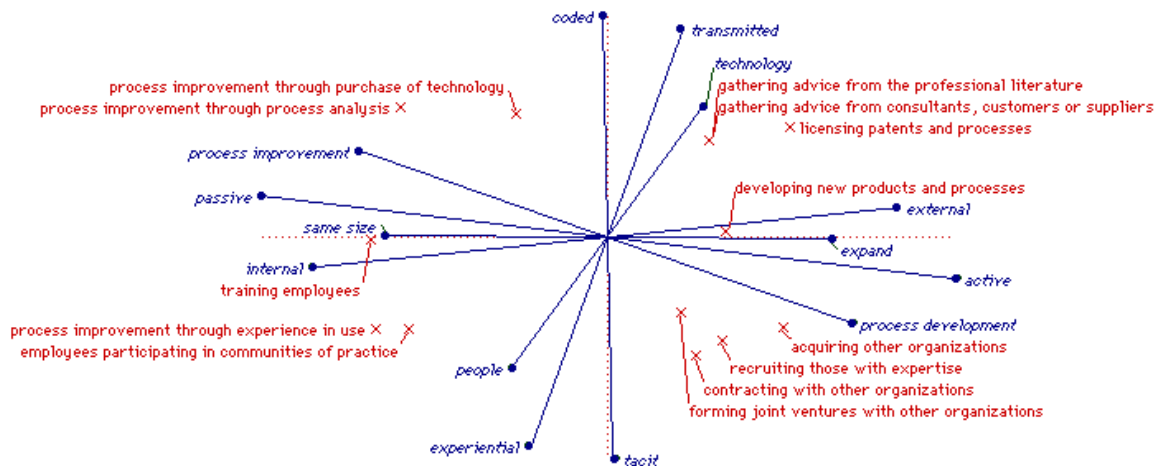 coded
transmitted
technology
process improvement through purchase of technology
gathering advice from the professional literature
process improvement through process analysis
gathering advice from consultants, customers or suppliers
licensing patents and processes
process improvement
developing new products and processes
passive
external
same size
expand
internal
active
training employees
process development
process improvement through experience in use
acquiring other organizations
employees participating in communities of practice
recruiting those with expertise
people
contracting with other organizations
forming joint ventures with other organizations
experiential
tacit